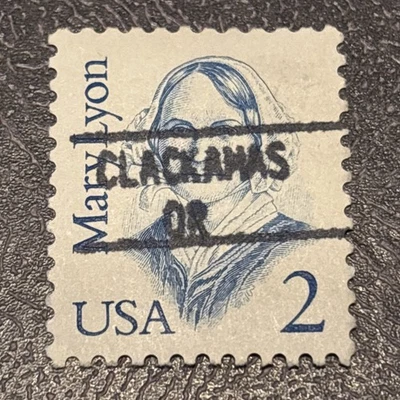 Mary Lyon
CLACKAMAS
OR
USA 2